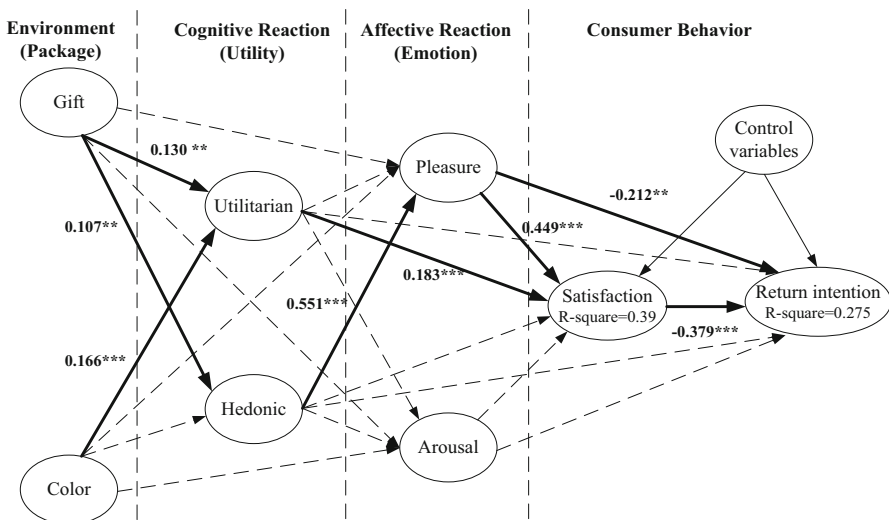 Environment
(Package)
Cognitive Reaction
(Utility)
Affective Reaction
(Emotion)
Consumer Behavior
Gift
Control
variables
0.130 **
Pleasure
-0.212**
Utilitarian
0.107**
0.449***
0.183***
Satisfaction
R-square=0.39
Return intention
R-square=0.275
0.551***
-0.379***
0.166***
Hedonic
Arousal
Color